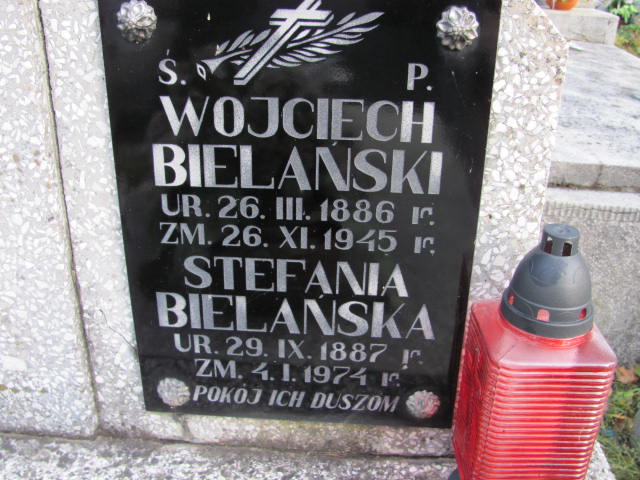 Ś. P.
WOJCIECH
BIELAŃSKI
UR. 26. III. 1886 r.
ZM. 26. XI. 1945 r.
STEFANIA
BIELAŃSKA
UR. 29. IX. 1887 r.
ZM. 4. I. 1974 r.
POKÓJ ICH DUSZOM